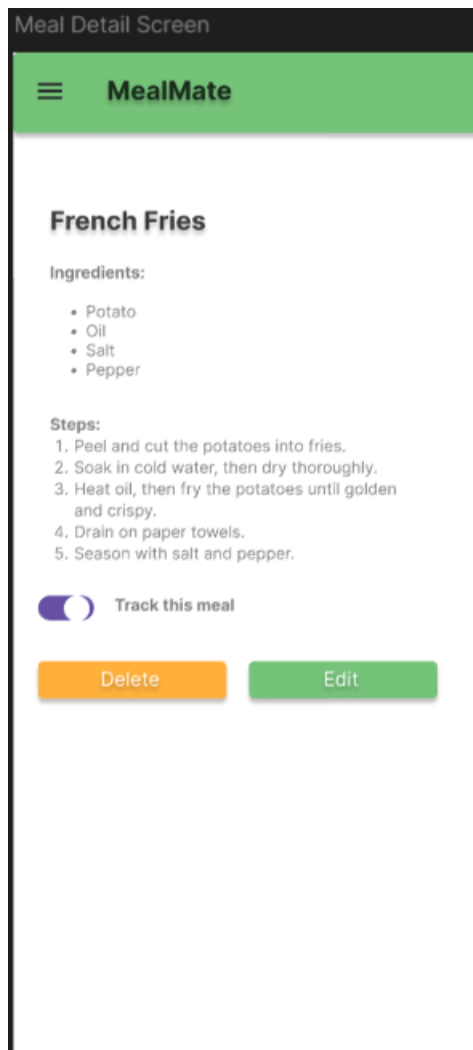 Meal Detail Screen
MealMate
French Fries
Ingredients:
• Potato
• Oil
• Salt
• Pepper
Steps:
1. Peel and cut the potatoes into fries.
2. Soak in cold water, then dry thoroughly.
3. Heat oil, then fry the potatoes until golden
and crispy.
4. Drain on paper towels.
5. Season with salt and pepper.
Track this meal
Delete Edit